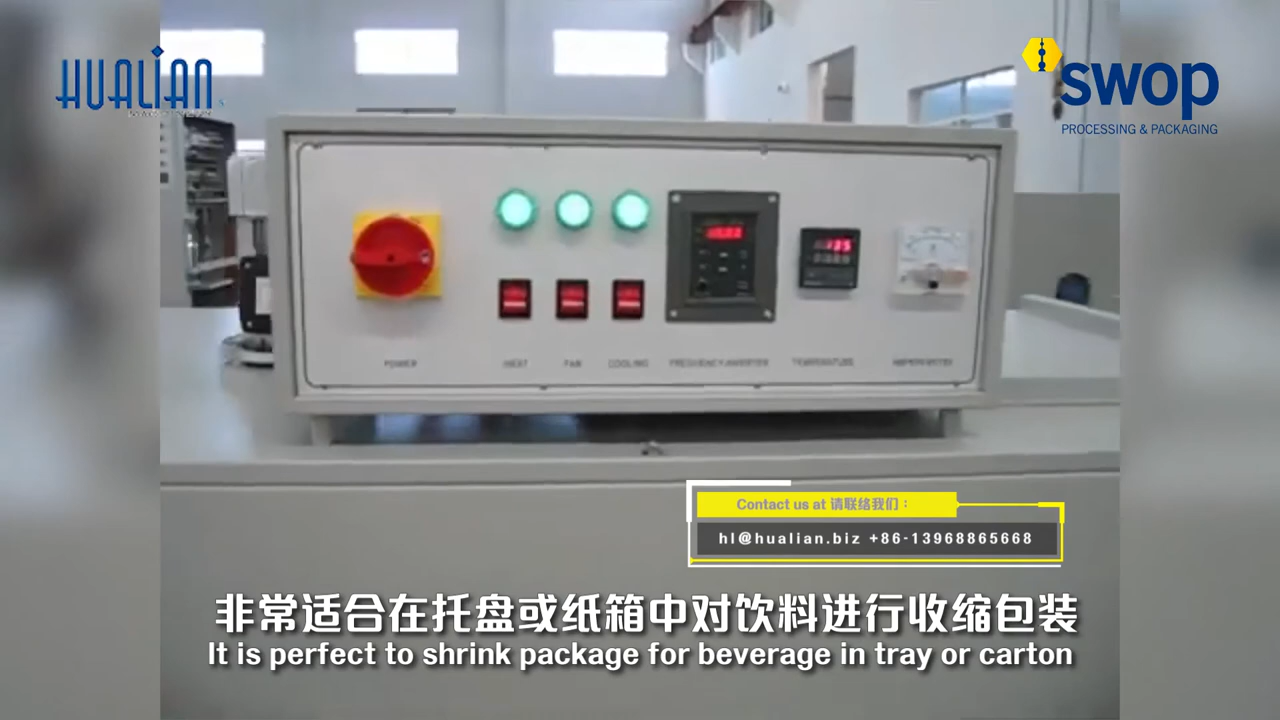 HUALIAN
swop
PROCESSING & PACKAGING
POWER
HEAT
FAN
COOLING
FREQUENCY INVERTER
TEMPERATURE
Contact us at 请联络我们：
hl@hualian.biz +86-13968865668
非常适合在托盘或纸箱中对饮料进行收缩包装
It is perfect to shrink package for beverage in tray or carton